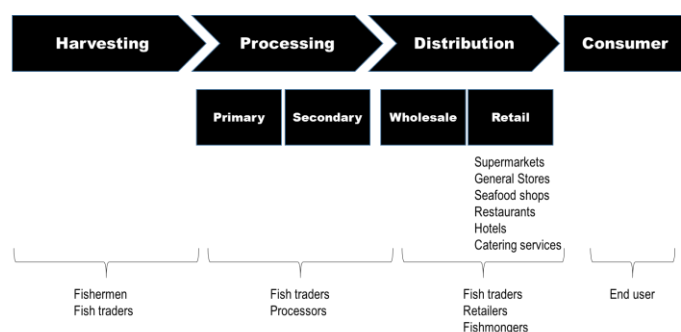 Harvesting
Processing
Distribution
Consumer
Primary
Secondary
Wholesale
Retail
Supermarkets
General Stores
Seafood shops
Restaurants
Hotels
Catering services
Fishermen
Fish traders
Fish traders
Processors
Fish traders
Retailers
Fishmongers
End user